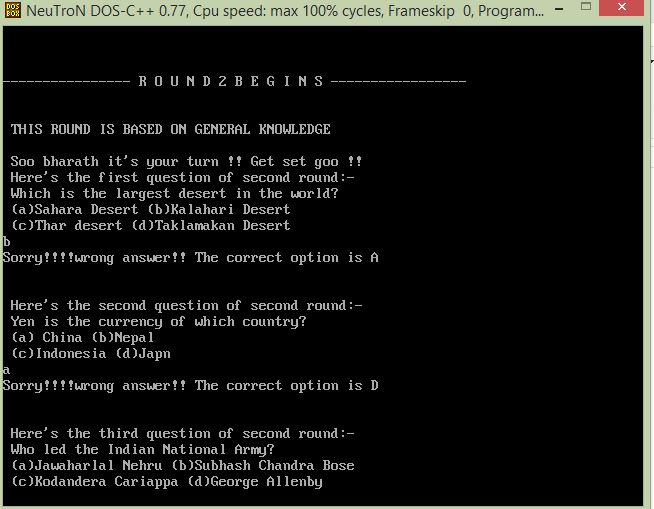 DOS BOX NeuTroN DOS-C++ 0.77, Cpu speed: max 100% cycles, Frameskip 0, Program...
---------------- R O U N D 2 B E G I N S -----------------
THIS ROUND IS BASED ON GENERAL KNOWLEDGE
Soo bharath it's your turn !! Get set goo !!
Here's the first question of second round:-
Which is the largest desert in the world?
(a)Sahara Desert (b)Kalahari Desert
(c)Thar desert (d)Taklamakan Desert
b
Sorry!!!!wrong answer!! The correct option is A
Here's the second question of second round:-
Yen is the currency of which country?
(a) China (b)Nepal
(c)Indonesia (d)Japn
a
Sorry!!!!wrong answer!! The correct option is D
Here's the third question of second round:-
Who led the Indian National Army?
(a)Jawaharlal Nehru (b)Subhash Chandra Bose
(c)Kodandera Cariappa (d)George Allenby